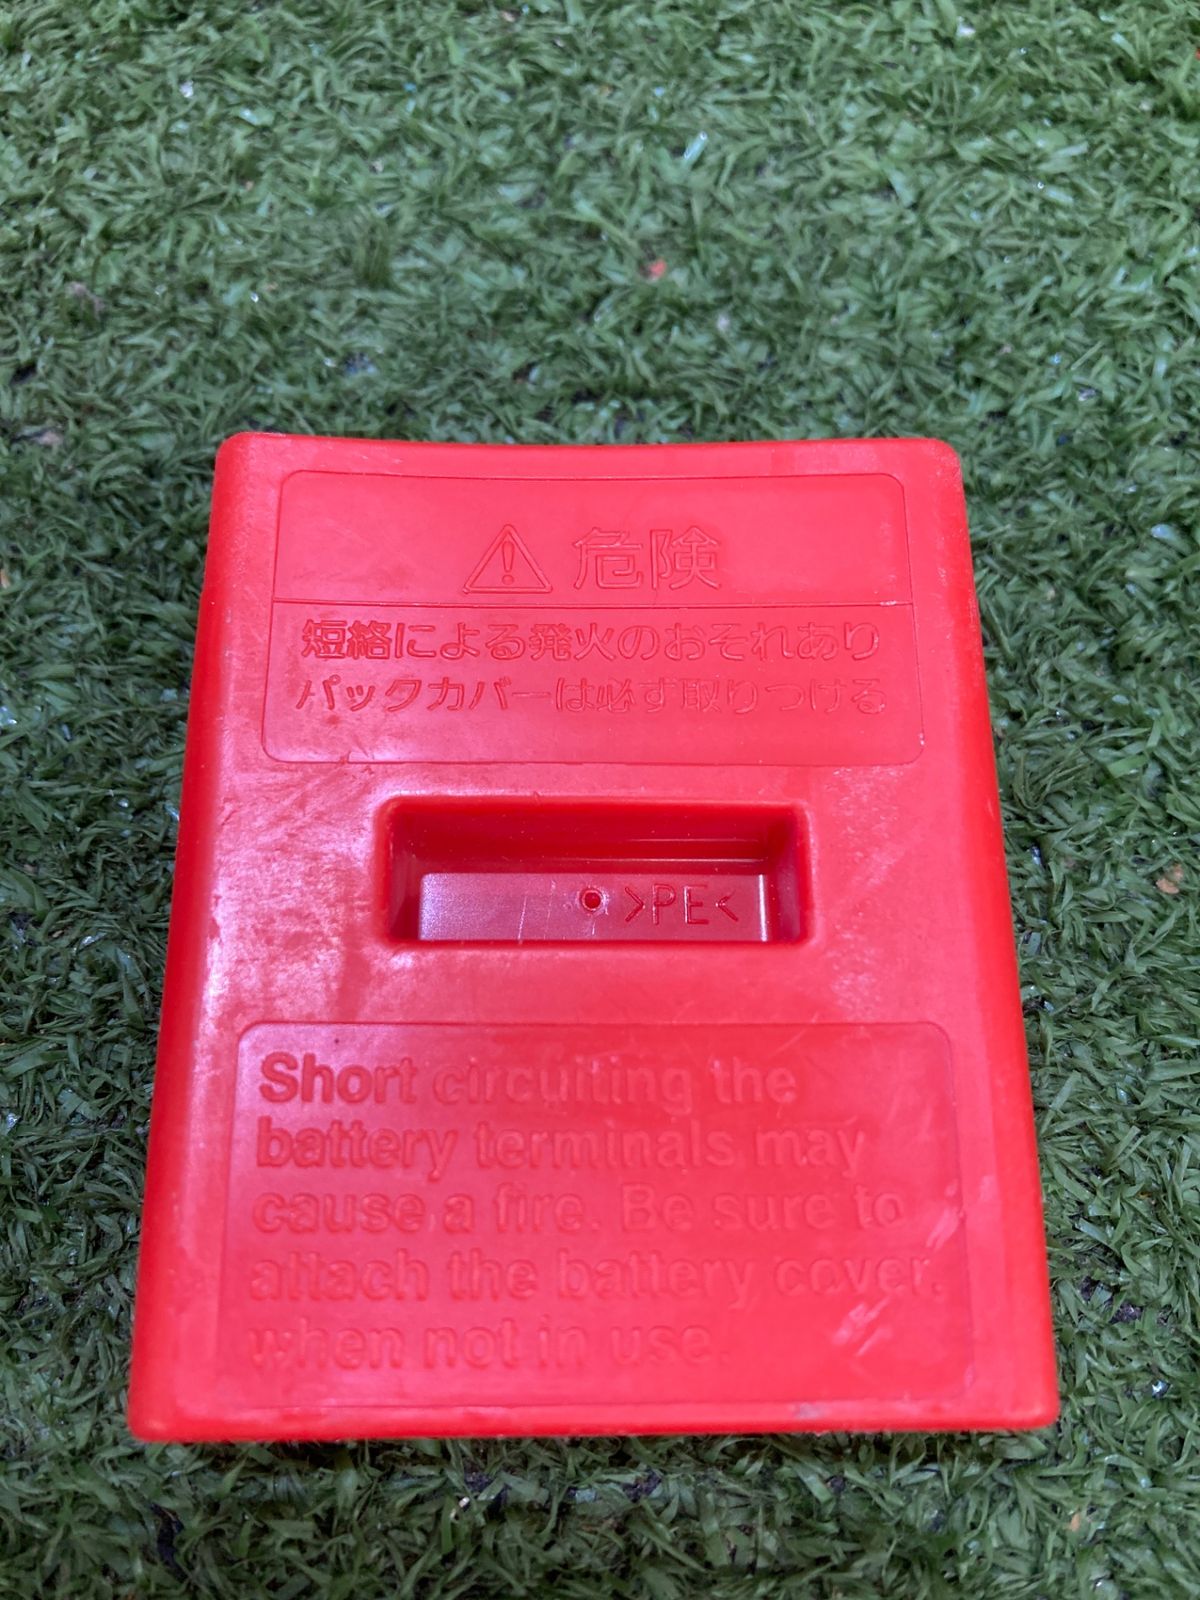 危険
短絡による発火のおそれあり
パックカバーは必ず取りつける
>PE<
Short circuiting the
battery terminals may
cause a fire. Be sure to
attach the battery cover
when not in use.